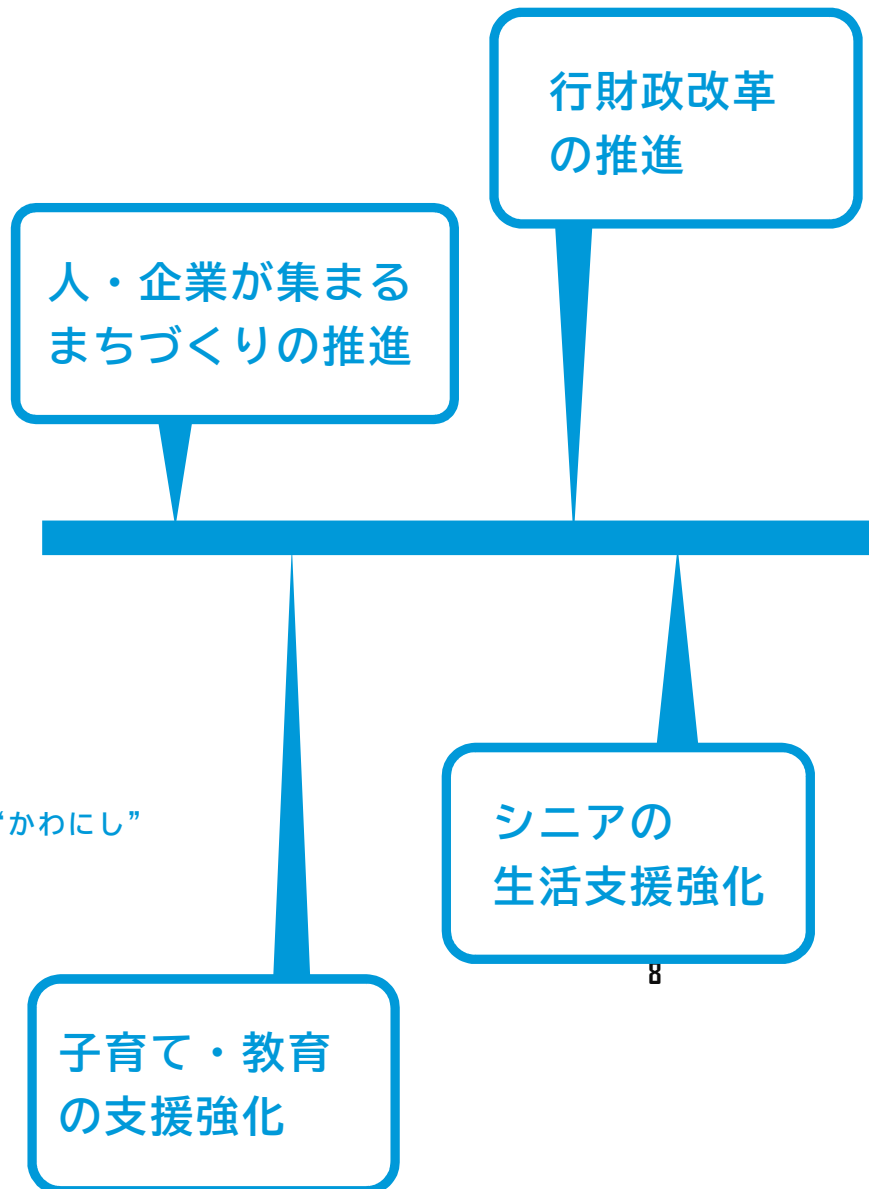 行財政改革
の推進
人・企業が集まる
まちづくりの推進
“かわにし”
シニアの
生活支援強化
8
子育て・教育
の支援強化